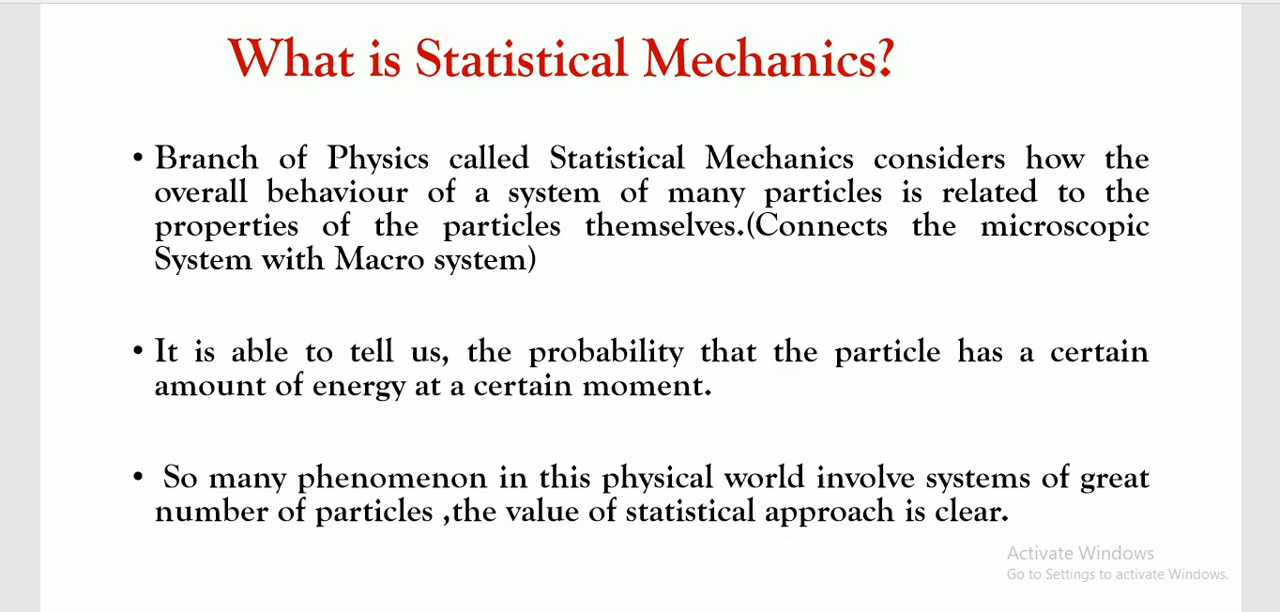 What is Statistical Mechanics?
• Branch of Physics called Statistical Mechanics considers how the
overall behaviour of a system of many particles is related to the
properties of the particles themselves.(Connects the microscopic
System with Macro system)
• It is able to tell us, the probability that the particle has a certain
amount of energy at a certain moment.
• So many phenomenon in this physical world involve systems of great
number of particles ,the value of statistical approach is clear.
Activate Windows
Go to Settings to activate Windows.